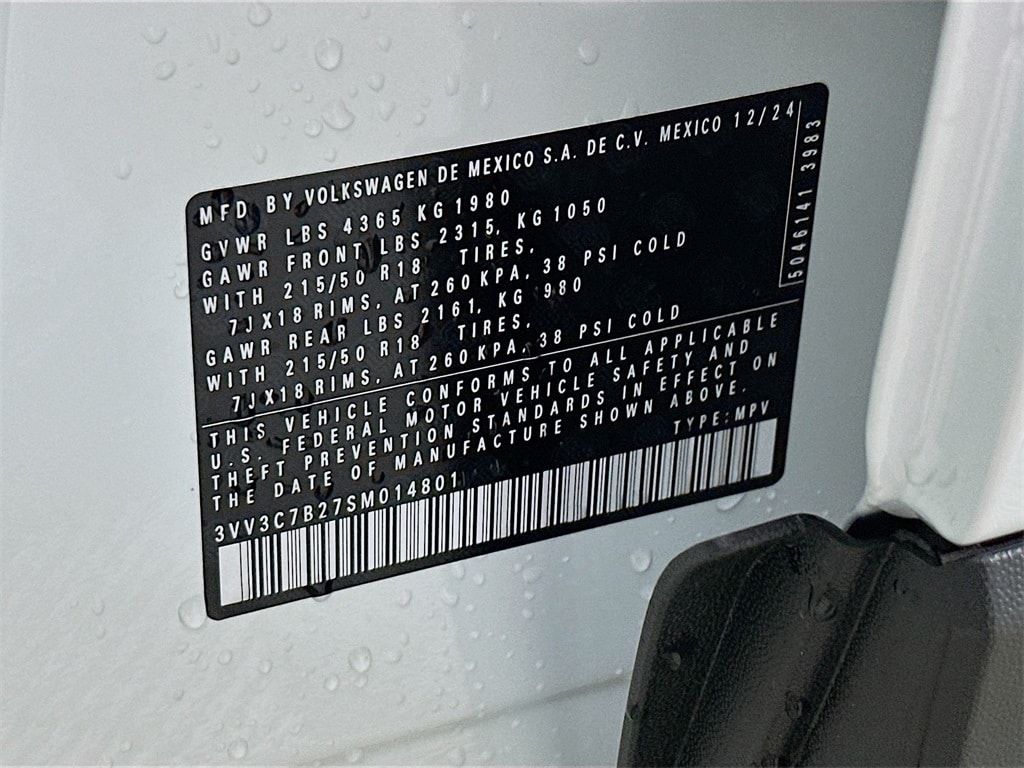 MFD BY VOLKSWAGEN DE MEXICO S.A. DE C.V. MEXICO 12/24
GVWR LBS 4365 KG 1980
GAWR FRONT LBS 2315, KG 1050
WITH 215/50 R18 TIRES,
7JX18 RIMS, AT 260 KPA, 38 PSI COLD
GAWR REAR LBS 2161, KG 980
WITH 215/50 R18 TIRES,
7JX18 RIMS, AT 260 KPA, 38 PSI COLD
5046141 3983
THIS VEHICLE CONFORMS TO ALL APPLICABLE
U.S. FEDERAL MOTOR VEHICLE SAFETY AND
THEFT PREVENTION STANDARDS IN EFFECT ON
THE DATE OF MANUFACTURE SHOWN ABOVE.
3VV3C7B27SM014801 TYPE: MPV